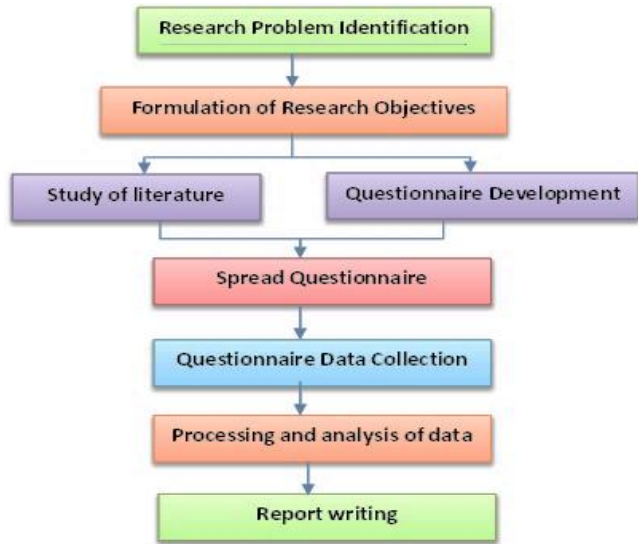 Research Problem Identification
Formulation of Research Objectives
Study of literature
Questionnaire Development
Spread Questionnaire
Questionnaire Data Collection
Processing and analysis of data
Report writing